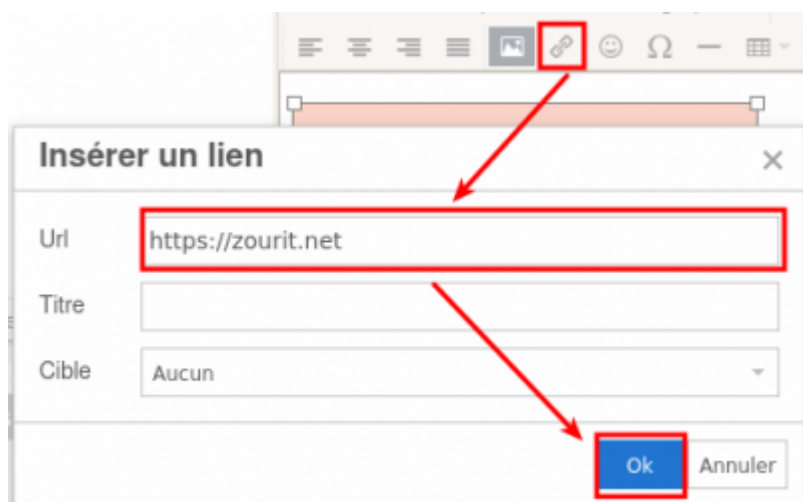 Insérer un lien
Url
https://zourit.net
Titre
Cible
Aucun
Ok Annuler